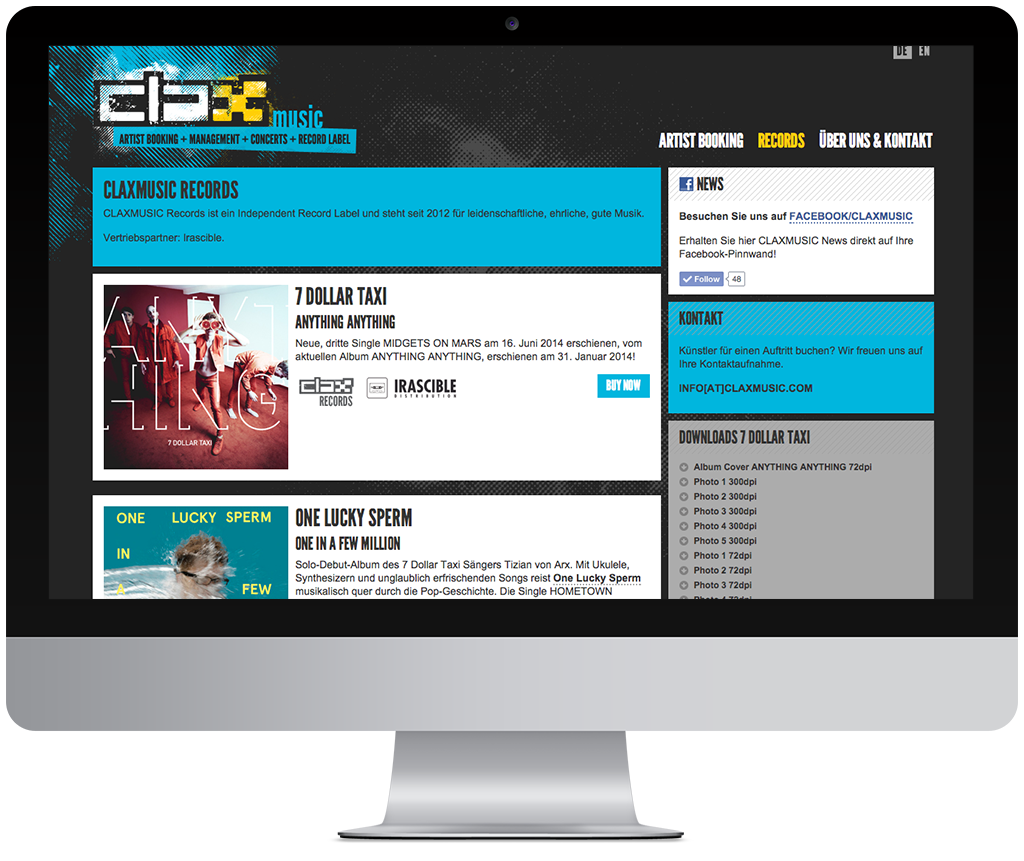 DE EN
clax music
ARTIST BOOKING + MANAGEMENT + CONCERTS + RECORD LABEL
ARTIST BOOKING RECORDS ÜBER UNS & KONTAKT
CLAXMUSIC RECORDS
CLAXMUSIC Records ist ein Independent Record Label und steht seit 2012 für leidenschaftliche, ehrliche, gute Musik.
Vertriebspartner: Irascible.
ANYT
HING
7 DOLLAR TAXI
7 DOLLAR TAXI
ANYTHING ANYTHING
Neue, dritte Single MIDGETS ON MARS am 16. Juni 2014 erschienen, vom
aktuellen Album ANYTHING ANYTHING, erschienen am 31. Januar 2014!
clax
RECORDS
IRASCIBLE
DISTRIBUTION
BUY NOW
ONE LUCKY SPERM
IN
A FEW
ONE LUCKY SPERM
ONE IN A FEW MILLION
Solo-Debut-Album des 7 Dollar Taxi Sängers Tizian von Arx. Mit Ukulele,
Synthesizern und unglaublich erfrischenden Songs reist One Lucky Sperm
musikalisch quer durch die Pop-Geschichte. Die Single HOMETOWN
f NEWS
Besuchen Sie uns auf FACEBOOK/CLAXMUSIC
Erhalten Sie hier CLAXMUSIC News direkt auf Ihre
Facebook-Pinnwand!
Follow 48
KONTAKT
Künstler für einen Auftritt buchen? Wir freuen uns auf
Ihre Kontaktaufnahme.
INFO[AT]CLAXMUSIC.COM
DOWNLOADS 7 DOLLAR TAXI
Album Cover ANYTHING ANYTHING 72dpi
Photo 1 300dpi
Photo 2 300dpi
Photo 3 300dpi
Photo 4 300dpi
Photo 5 300dpi
Photo 1 72dpi
Photo 2 72dpi
Photo 3 72dpi
Photo 4 72dpi